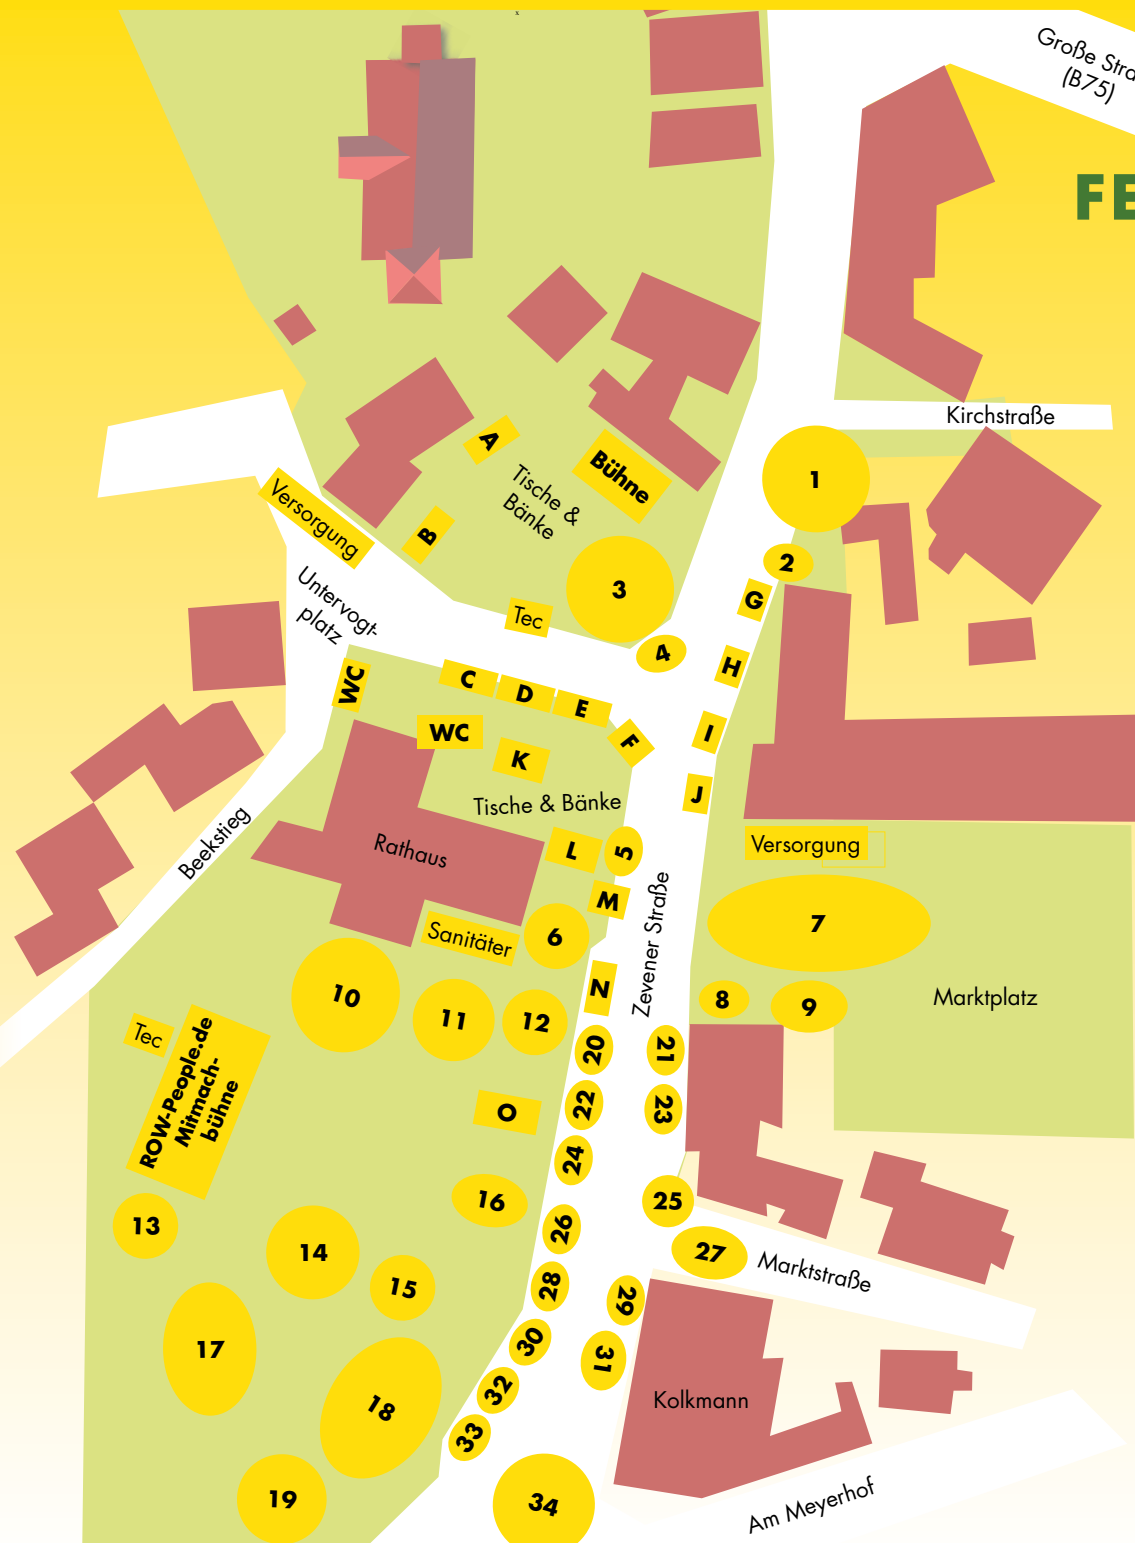 x
Große Stra
(B75)
FE
Kirchstraße
A
Bühne
1
Tische &
Bänke
Versorgung
B
2
3
G
Untervogt-
platz
Tec
4
H
WC
C
D
E
F
I
WC
K
J
Tische & Bänke
Rathaus
L
5
Versorgung
Beekstieg
M
Zevener Straße
7
Sanitäter
6
N
8
9
Marktplatz
10
11
12
Tec
20
21
ROW-People.de
Mitmach-
bühne
O
22
23
24
16
25
13
14
26
27
Marktstraße
15
28
29
17
30
31
18
32
Kolkmann
33
19
34
Am Meyerhof